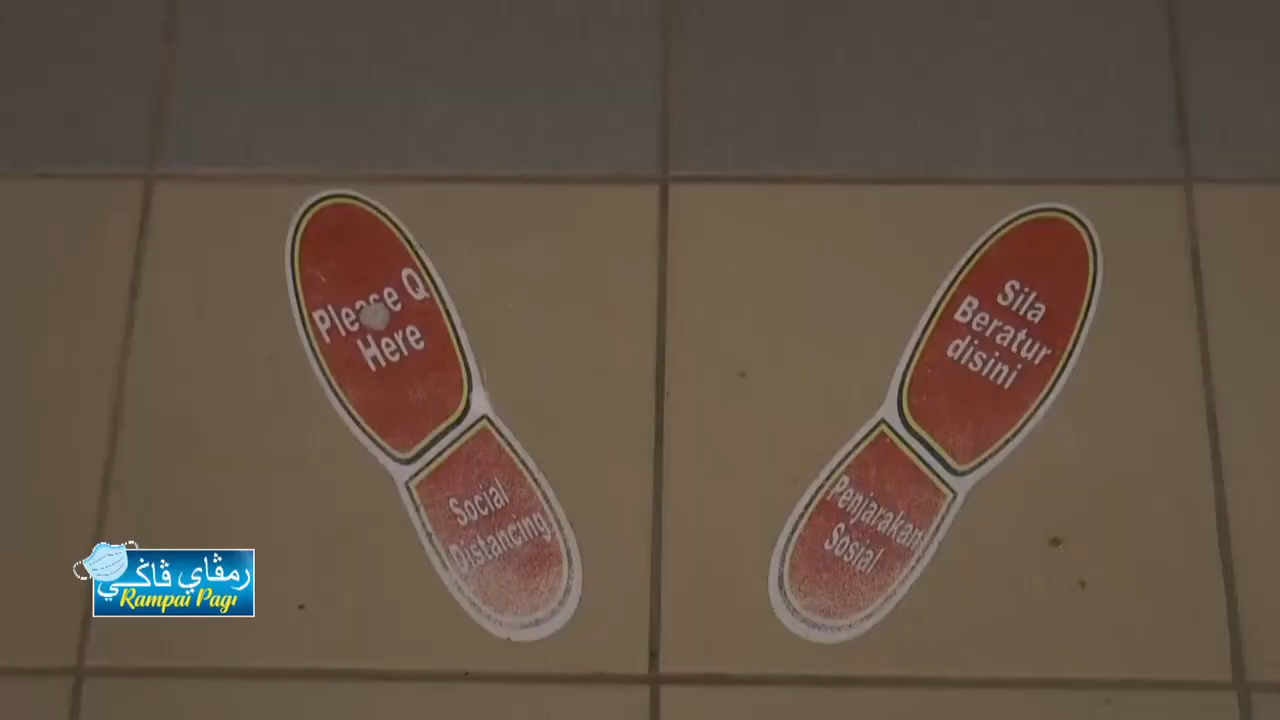 Please Q
Here
Social
Distancing
Sila
Beratur
disini
Penjarakan
Sosial
رمڤاي ڤاݢي
Rampai Pagi